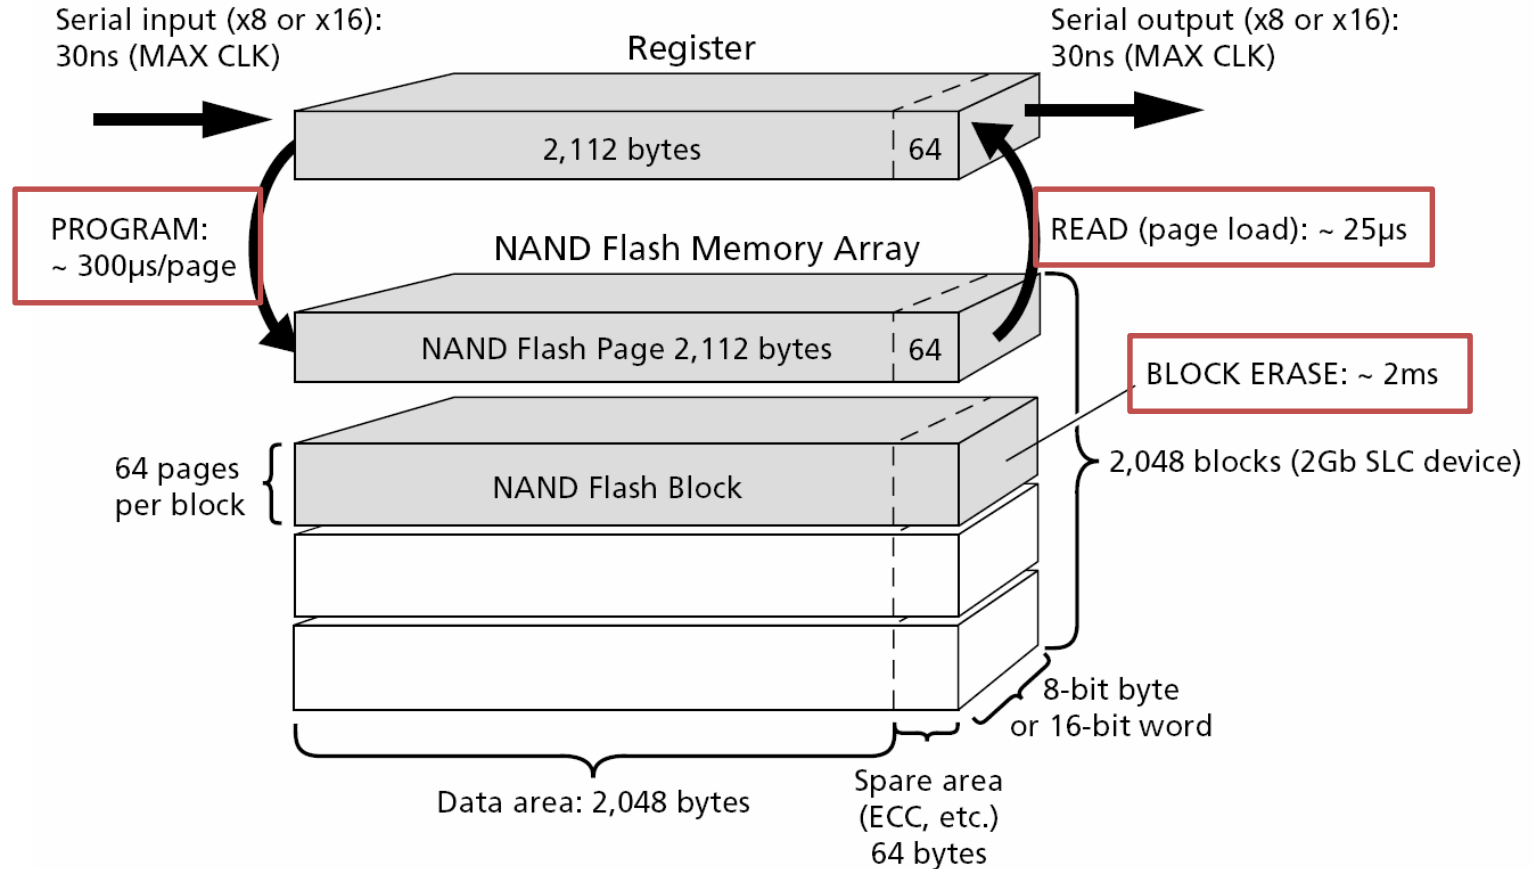 Serial input (x8 or x16):
30ns (MAX CLK)
Serial output (x8 or x16):
30ns (MAX CLK)
Register
2,112 bytes
64
PROGRAM:
~ 300µs/page
READ (page load): ~ 25µs
NAND Flash Memory Array
NAND Flash Page 2,112 bytes
64
BLOCK ERASE: ~ 2ms
64 pages
per block
NAND Flash Block
2,048 blocks (2Gb SLC device)
8-bit byte
or 16-bit word
Data area: 2,048 bytes
Spare area
(ECC, etc.)
64 bytes